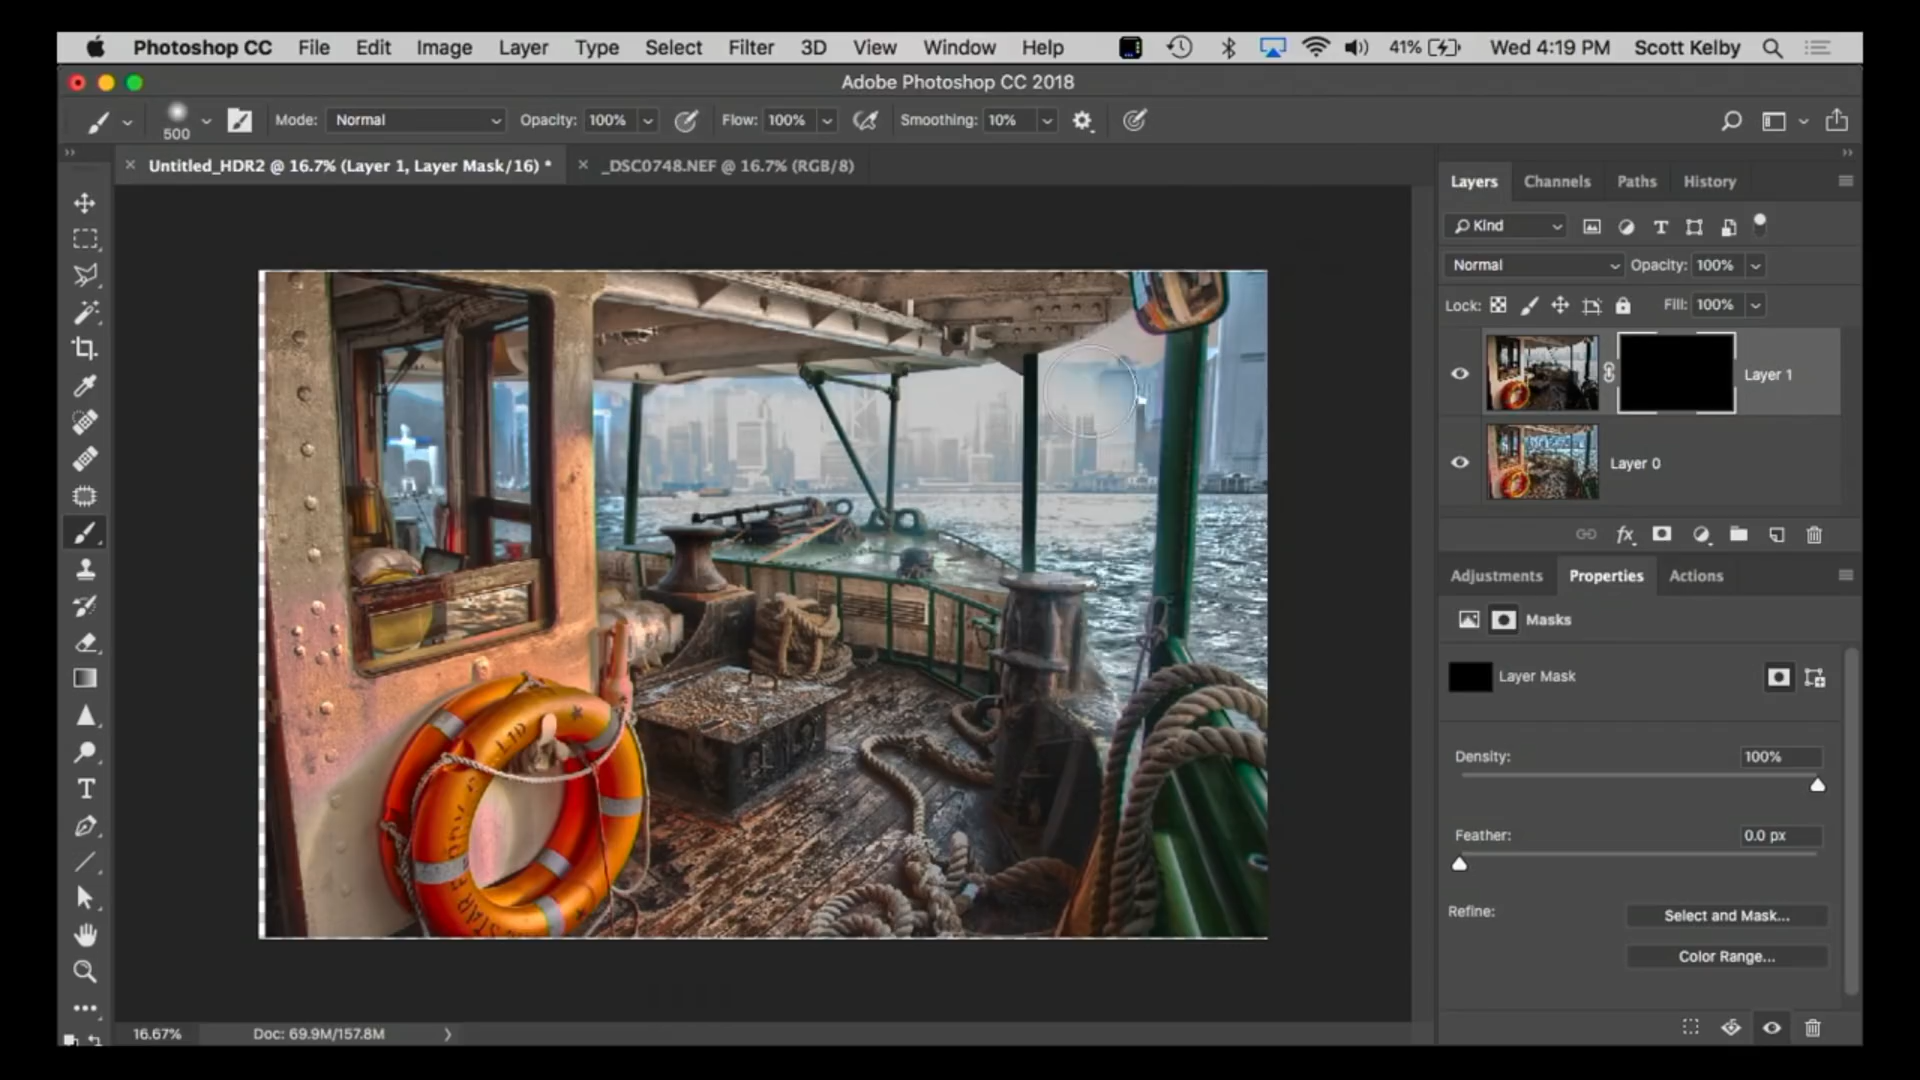 Photoshop CC File Edit Image Layer Type Select Filter 3D View Window Help 41% Wed 4:19 PM Scott Kelby
Adobe Photoshop CC 2018
500 Mode: Normal Opacity: 100% Flow: 100% Smoothing: 10%
Untitled_HDR2 @ 16.7% (Layer 1, Layer Mask/16) * _DSC0748.NEF @ 16.7% (RGB/8)
Layers Channels Paths History
Kind
Normal Opacity: 100%
Lock: Fill: 100%
Layer 1
Layer 0
fx
Adjustments Properties Actions
Masks
Layer Mask
Density: 100%
Feather: 0.0 px
Refine: Select and Mask...
Color Range...
LTD
STAR
16.67% Doc: 69.9M/157.8M